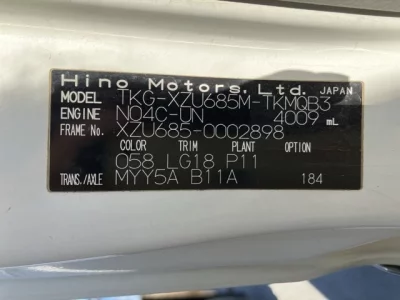 Hino Motors, Ltd. JAPAN
MODEL TKG-XZU685M-TKMQB3
ENGINE N04C-UN 4009 mL
FRAME No. XZU685-0002898
COLOR TRIM PLANT OPTION
058 LG18 P11
TRANS./AXLE MYY5A B11A 184